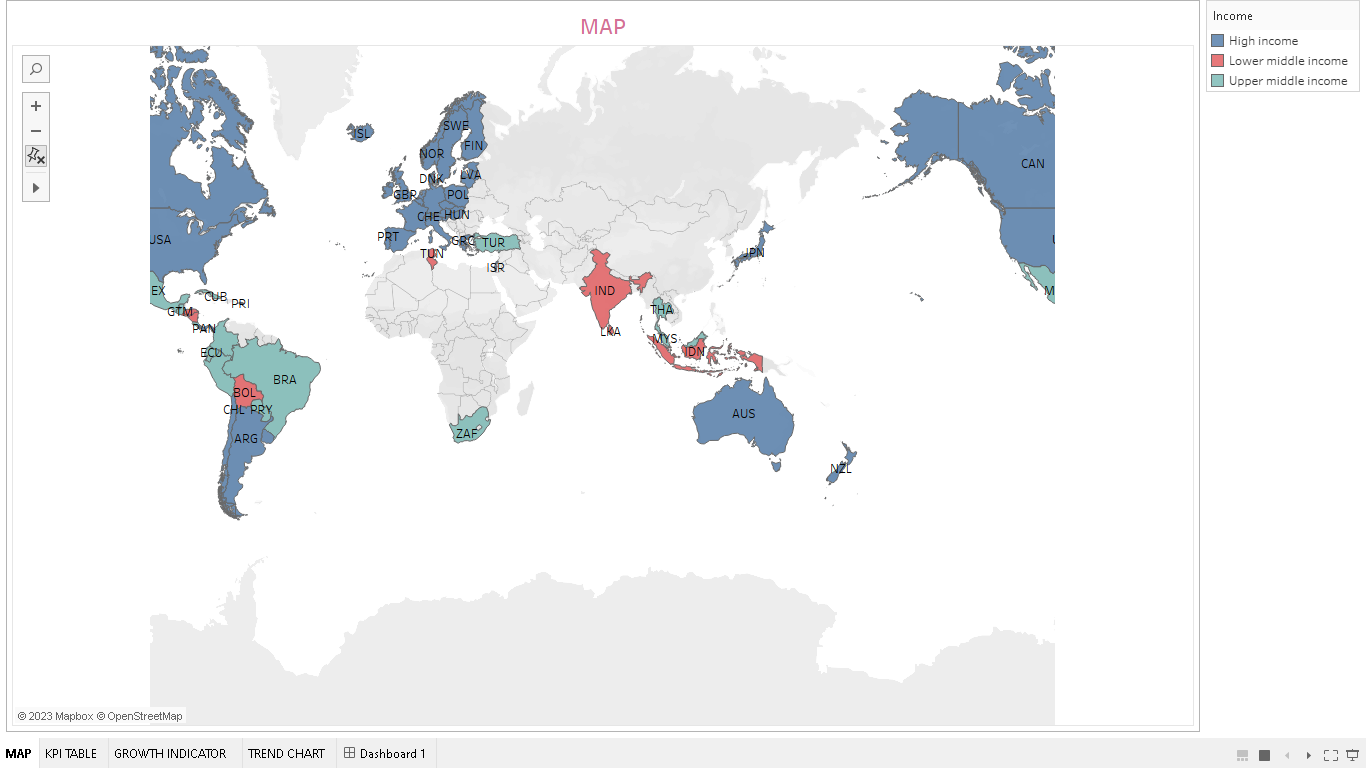 MAP
Income
High income
Lower middle income
Upper middle income
ISL
SWE
FIN
NOR
CAN
DNK
LVA
GBR
POL
CHE
HUN
USA
PRT
GRC
TUR
TUN
JPN
ISR
EX
IND
M
CUB
PRI
GTM
THA
PAN
LKA
MYS
ECU
IDN
BRA
BOL
CHL
PRY
AUS
ZAF
ARG
NZL
© 2023 Mapbox © OpenStreetMap
MAP
KPI TABLE
GROWTH INDICATOR
TREND CHART
Dashboard 1